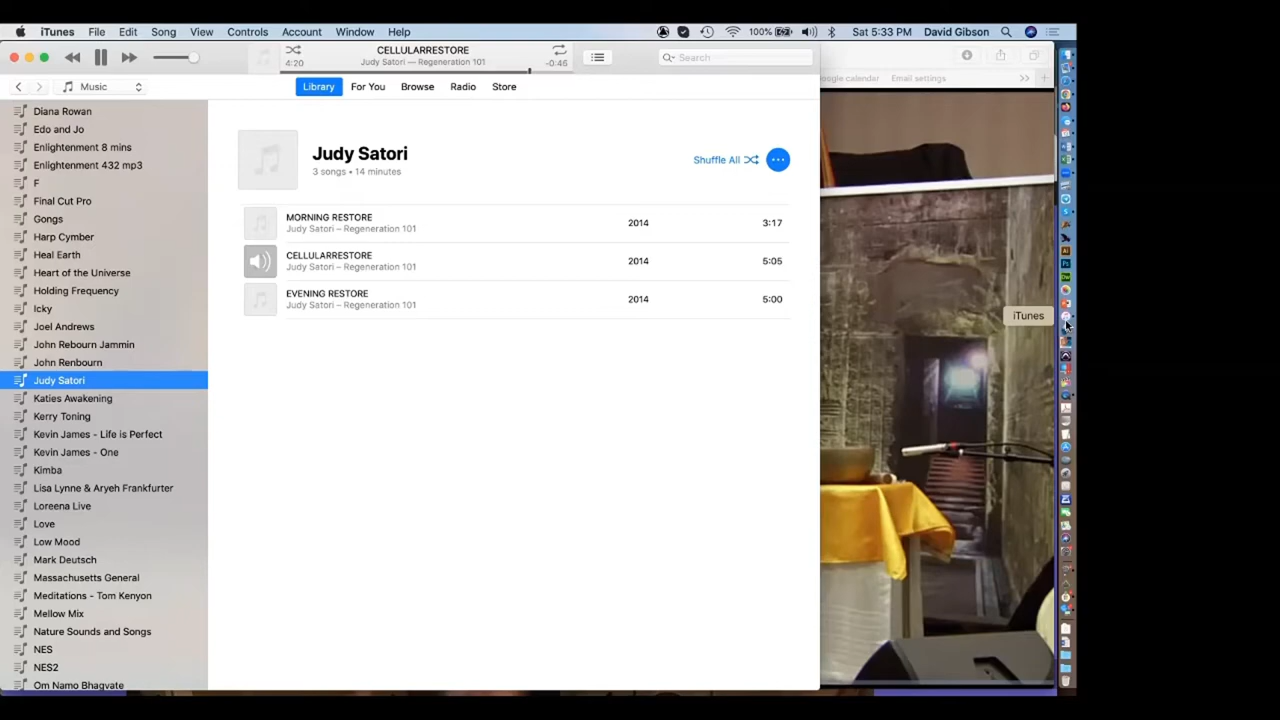 iTunes File Edit Song View Controls Account Window Help 100% Sat 5:33 PM David Gibson
CELLULARRESTORE
Judy Satori — Regeneration 101
4:20
-0:46
Search
Music
Library For You Browse Radio Store
oogle calendar Email settings
Diana Rowan
Edo and Jo
Enlightenment 8 mins
Enlightenment 432 mp3
F
Final Cut Pro
Gongs
Harp Cymber
Heal Earth
Heart of the Universe
Holding Frequency
Icky
Joel Andrews
John Rebourn Jammin
John Renbourn
Judy Satori
Katies Awakening
Kerry Toning
Kevin James - Life is Perfect
Kevin James - One
Kimba
Lisa Lynne & Aryeh Frankfurter
Loreena Live
Love
Low Mood
Mark Deutsch
Massachusetts General
Meditations - Tom Kenyon
Mellow Mix
Nature Sounds and Songs
NES
NES2
Om Namo Bhagvate
Judy Satori
3 songs • 14 minutes
Shuffle All
MORNING RESTORE
Judy Satori – Regeneration 101
2014 3:17
CELLULARRESTORE
Judy Satori – Regeneration 101
2014 5:05
EVENING RESTORE
Judy Satori – Regeneration 101
2014 5:00
iTunes